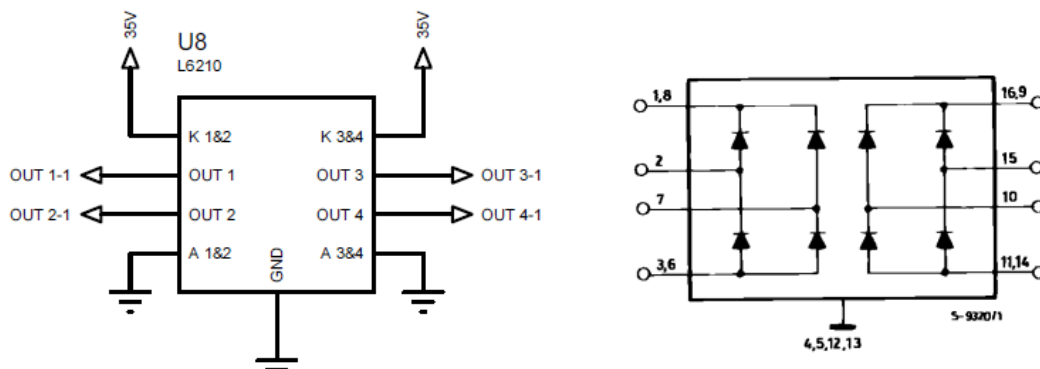 35V
35V
U8
L6210
K 1&2
K 3&4
OUT 1-1
OUT 1
OUT 3
OUT 3-1
OUT 2-1
OUT 2
OUT 4
OUT 4-1
A 1&2
GND
A 3&4
1,8
16,9
2
15
7
10
3,6
11,14
S-9320/1
4,5,12,13